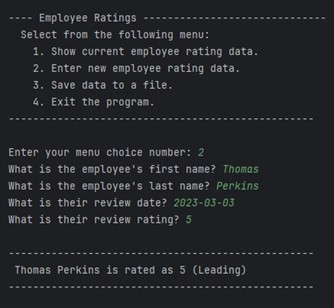 ---- Employee Ratings ------------------------------
  Select from the following menu:
    1. Show current employee rating data.
    2. Enter new employee rating data.
    3. Save data to a file.
    4. Exit the program.
--------------------------------------------------
Enter your menu choice number: 2
What is the employee's first name? Thomas
What is the employee's last name? Perkins
What is their review date? 2023-03-03
What is their review rating? 5
--------------------------------------------------
 Thomas Perkins is rated as 5 (Leading)
--------------------------------------------------